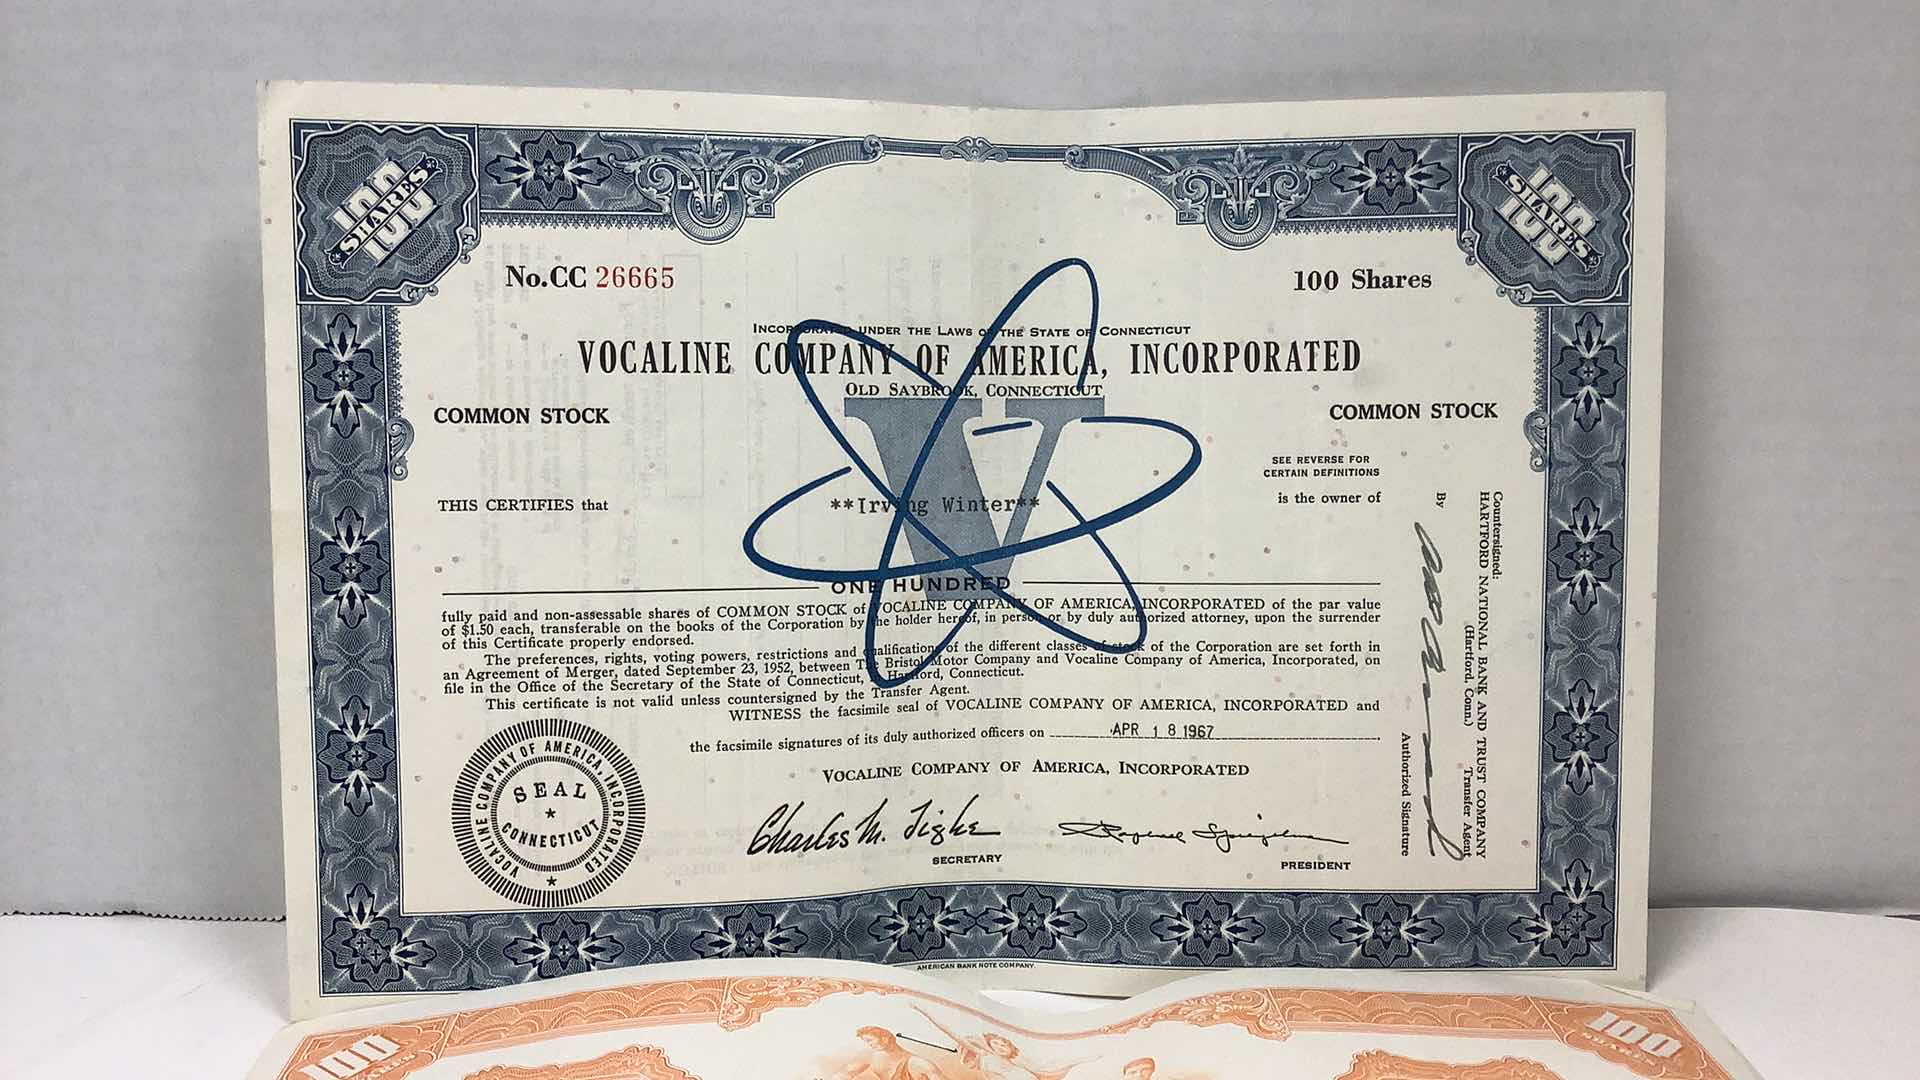 100
SHARES
100
SHARES
No.CC 26665
100 Shares
INCORPORATED UNDER THE LAWS OF THE STATE OF CONNECTICUT
VOCALINE COMPANY OF AMERICA, INCORPORATED
OLD SAYBROOK, CONNECTICUT
COMMON STOCK
COMMON STOCK
V
SEE REVERSE FOR
CERTAIN DEFINITIONS
THIS CERTIFIES that
**Irving Winter**
is the owner of
ONE HUNDRED
fully paid and non-assessable shares of COMMON STOCK of VOCALINE COMPANY OF AMERICA, INCORPORATED of the par value
of $1.50 each, transferable on the books of the Corporation by the holder hereof, in person or by duly authorized attorney, upon the surrender
of this Certificate properly endorsed.
The preferences, rights, voting powers, restrictions and qualifications of the different classes of stock of the Corporation are set forth in
an Agreement of Merger, dated September 23, 1952, between The Bristol Motor Company and Vocaline Company of America, Incorporated, on
file in the Office of the Secretary of the State of Connecticut, in Hartford, Connecticut.
This certificate is not valid unless countersigned by the Transfer Agent.
WITNESS the facsimile seal of VOCALINE COMPANY OF AMERICA, INCORPORATED and
the facsimile signatures of its duly authorized officers on APR 18 1967
VOCALINE COMPANY OF AMERICA, INCORPORATED
Charles M. Tighe
SECRETARY
PRESIDENT
VOCALINE COMPANY OF AMERICA, INCORPORATED
SEAL
CONNECTICUT
Countersigned:
HARTFORD NATIONAL BANK AND TRUST COMPANY
(Hartford, Conn.) Transfer Agent
By
Authorized Signature
AMERICAN BANK NOTE COMPANY.
100
SHARES
100
SHARES